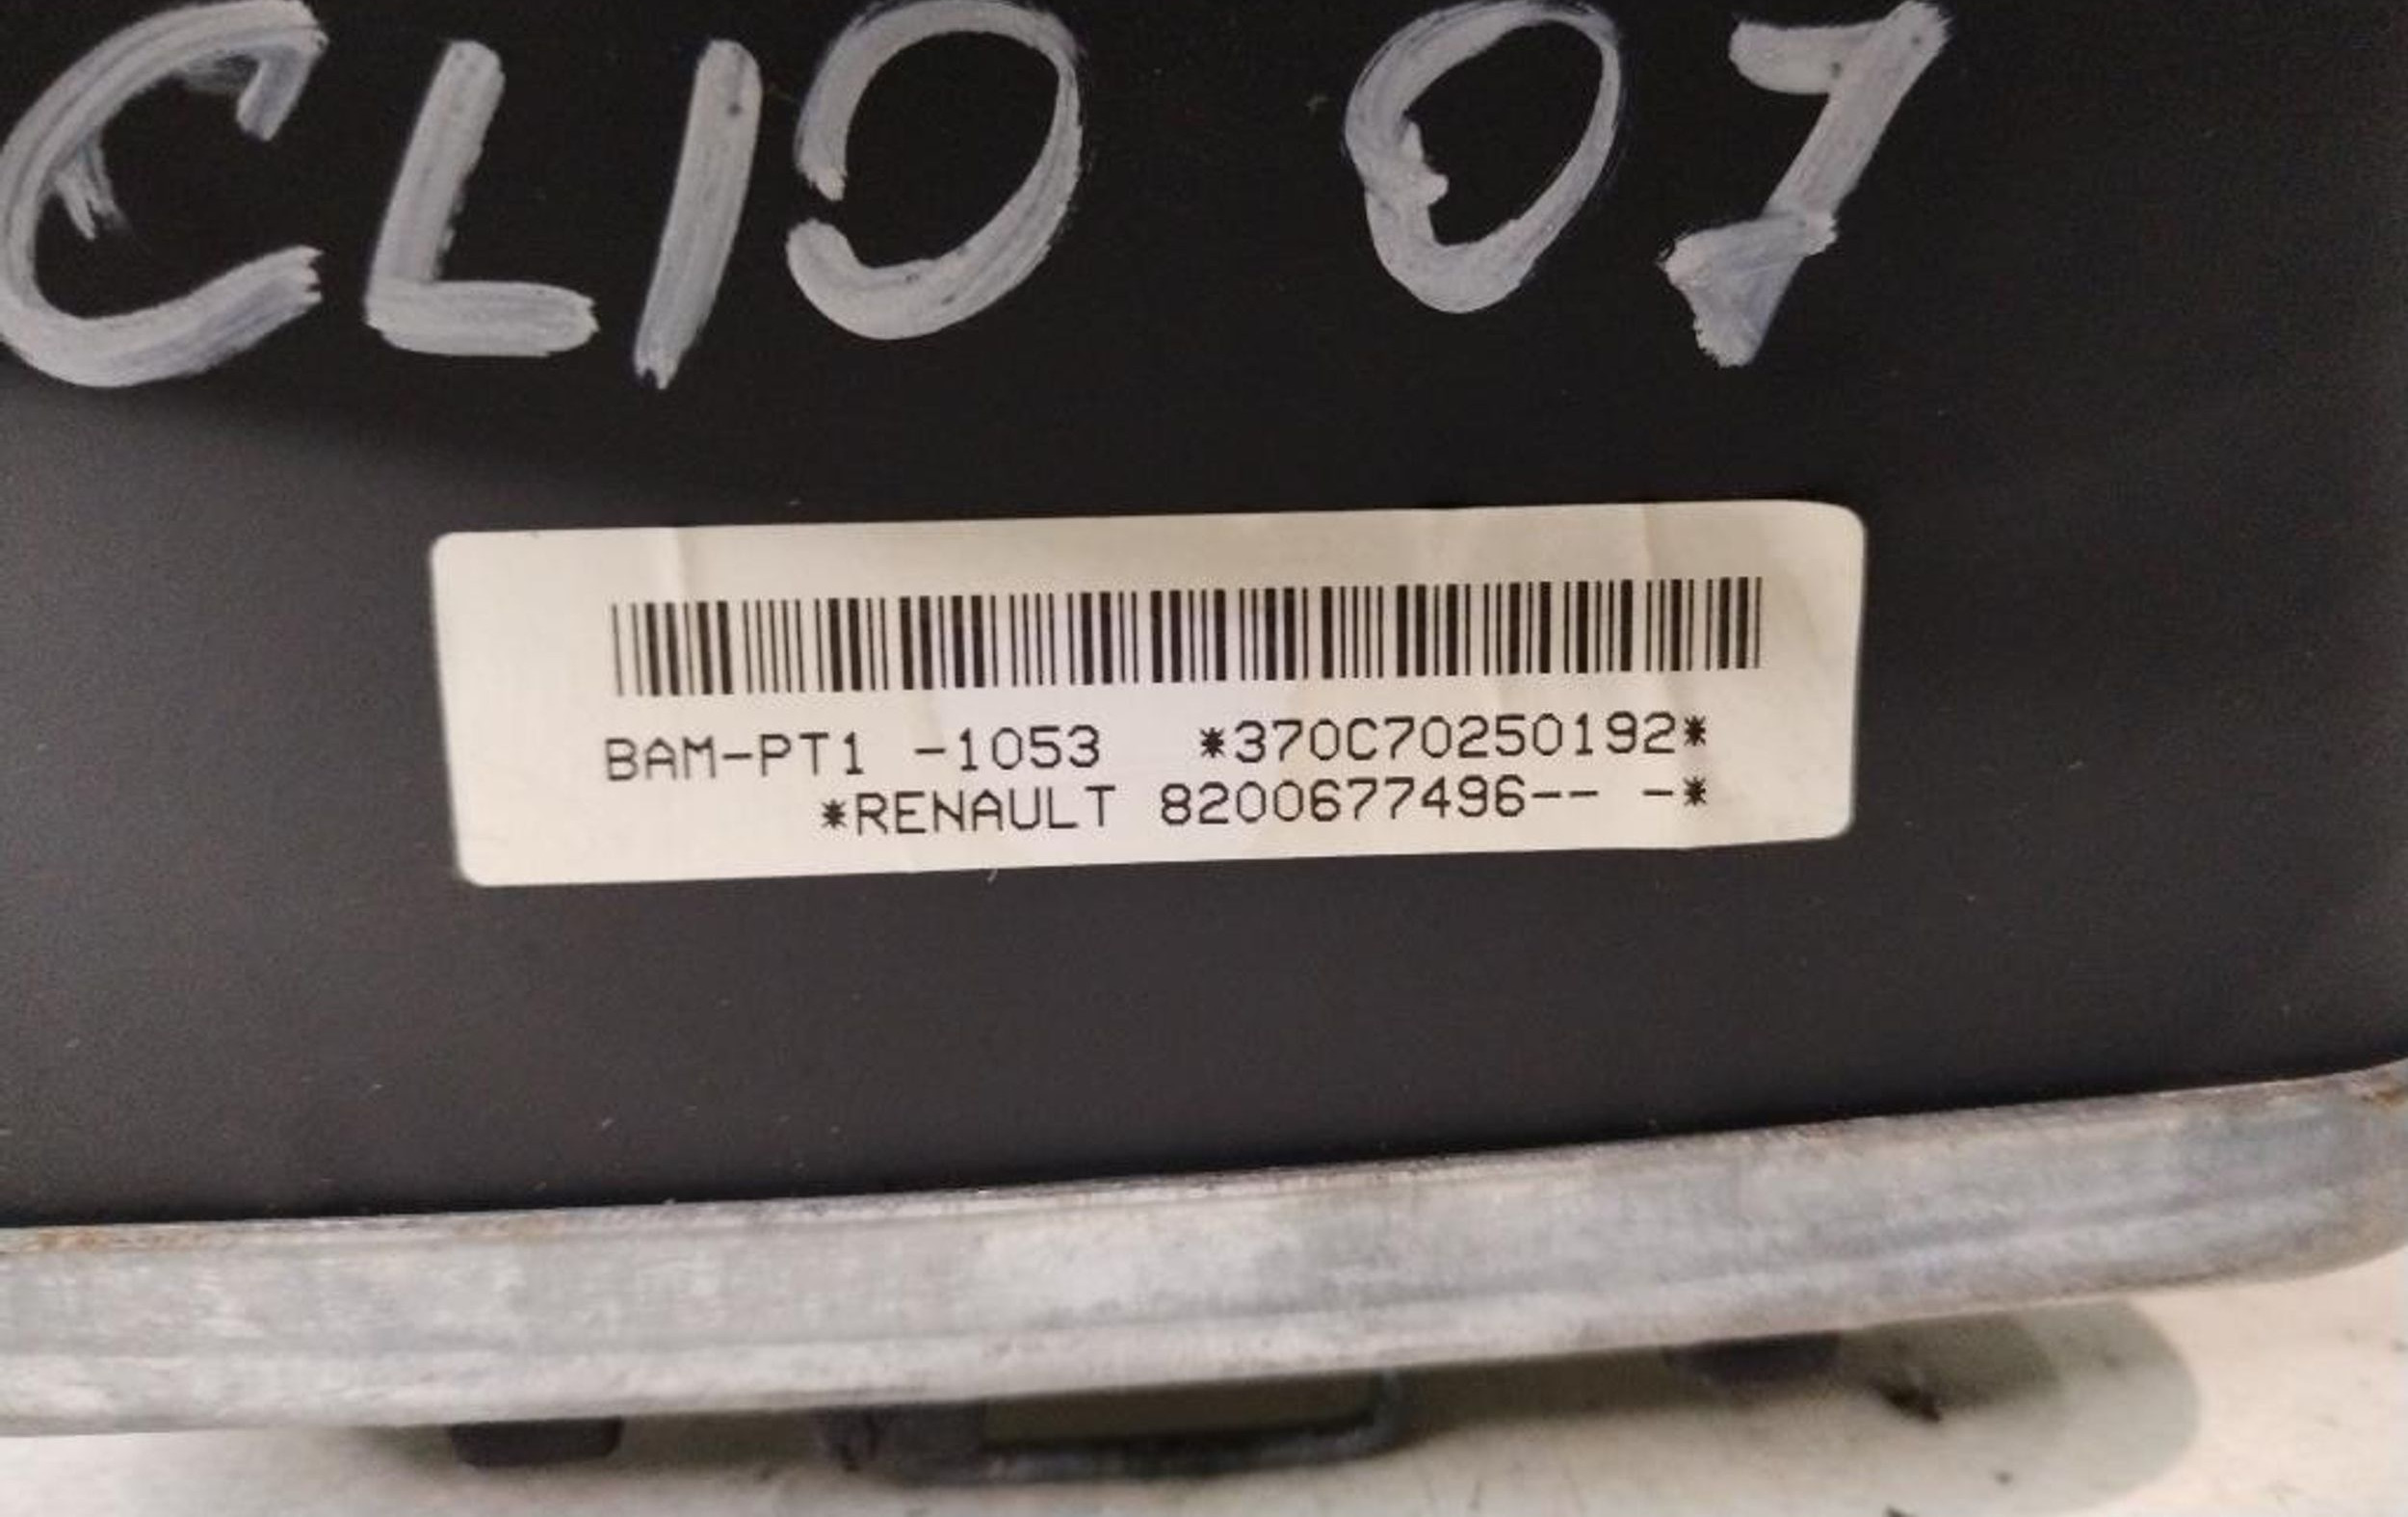 CLIO 07
BAM-PT1 -1053 *370C70250192*
*RENAULT 8200677496-- -*